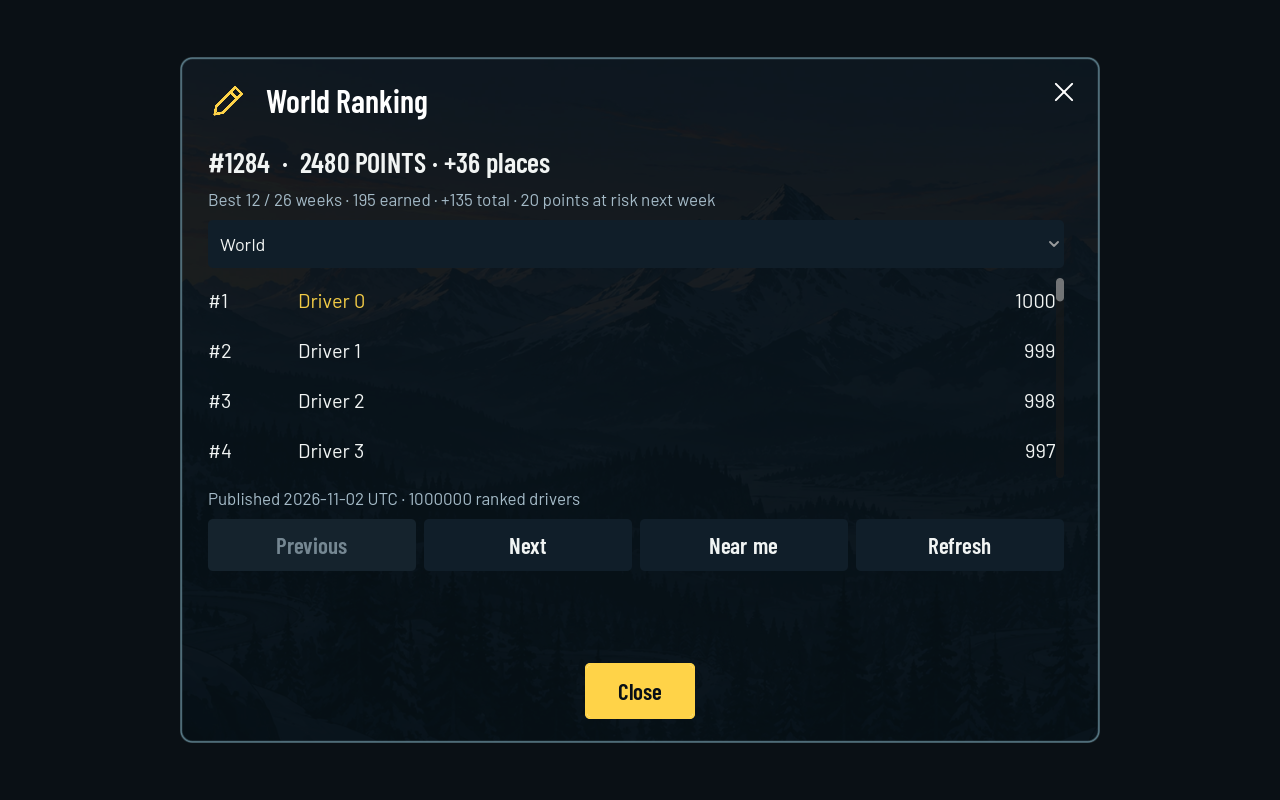 World Ranking
#1284 · 2480 POINTS · +36 places
Best 12 / 26 weeks · 195 earned · +135 total · 20 points at risk next week
World
#1 Driver 0 1000
#2 Driver 1 999
#3 Driver 2 998
#4 Driver 3 997
Published 2026-11-02 UTC · 1000000 ranked drivers
Previous Next Near me Refresh
Close